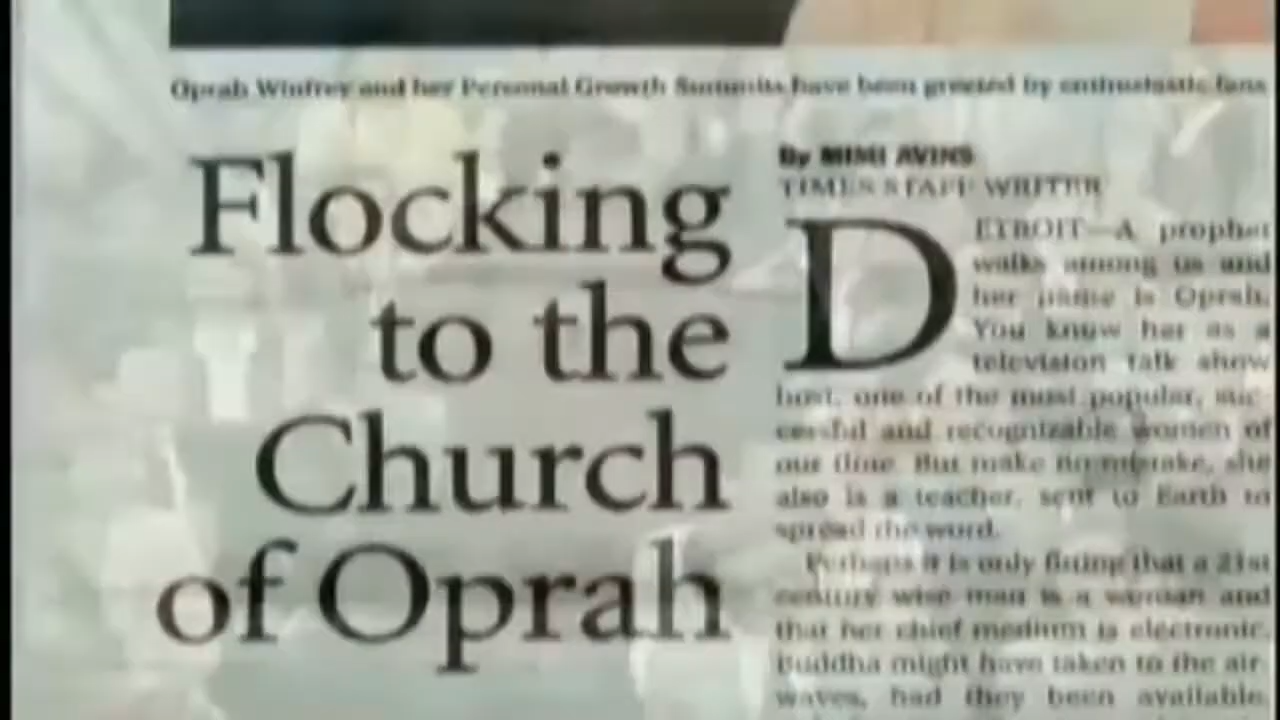 Oprah Winfrey and her Personal Growth Summits have been greeted by enthusiastic fans
Flocking
to the
Church
of Oprah
By MIMI AVINS
TIMES STAFF WRITER
DETROIT—A prophet
walks among us and
her name is Oprah.
You know her as a
television talk show
host, one of the most popular, suc-
cessful and recognizable women of
our time. But make no mistake, she
also is a teacher, sent to Earth to
spread the word.
Perhaps it is only fitting that a 21st
century wise man is a woman and
that her chief medium is electronic.
Buddha might have taken to the air-
waves, had they been available.